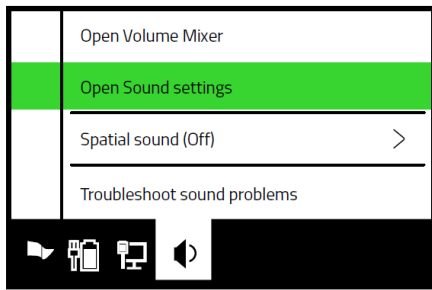 Open Volume Mixer
Open Sound settings
Spatial sound (Off)
Troubleshoot sound problems